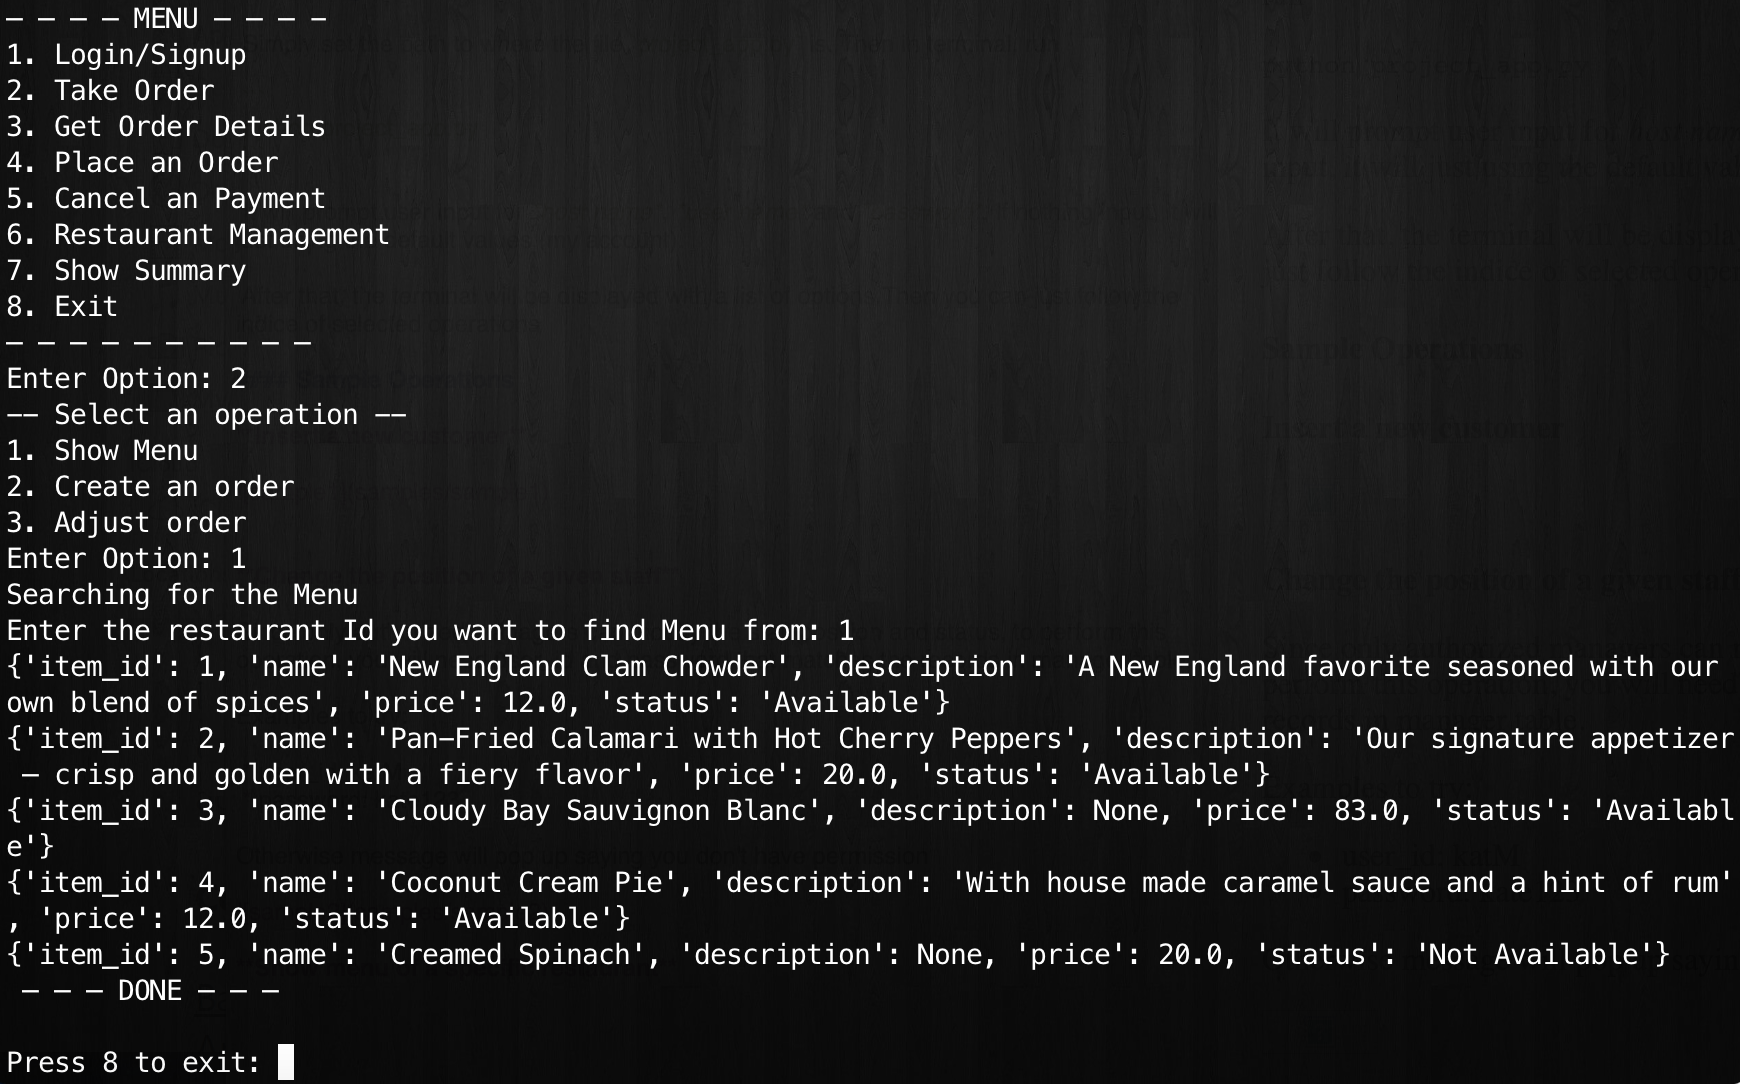 – – – – MENU – – – –
1. Login/Signup
2. Take Order
3. Get Order Details
4. Place an Order
5. Cancel an Payment
6. Restaurant Management
7. Show Summary
8. Exit
– – – – – – – – – –
Enter Option: 2
–– Select an operation ––
1. Show Menu
2. Create an order
3. Adjust order
Enter Option: 1
Searching for the Menu
Enter the restaurant Id you want to find Menu from: 1
{'item_id': 1, 'name': 'New England Clam Chowder', 'description': 'A New England favorite seasoned with our
own blend of spices', 'price': 12.0, 'status': 'Available'}
{'item_id': 2, 'name': 'Pan–Fried Calamari with Hot Cherry Peppers', 'description': 'Our signature appetizer
 – crisp and golden with a fiery flavor', 'price': 20.0, 'status': 'Available'}
{'item_id': 3, 'name': 'Cloudy Bay Sauvignon Blanc', 'description': None, 'price': 83.0, 'status': 'Availabl
e'}
{'item_id': 4, 'name': 'Coconut Cream Pie', 'description': 'With house made caramel sauce and a hint of rum'
, 'price': 12.0, 'status': 'Available'}
{'item_id': 5, 'name': 'Creamed Spinach', 'description': None, 'price': 20.0, 'status': 'Not Available'}
 – – – DONE – – –
Press 8 to exit: